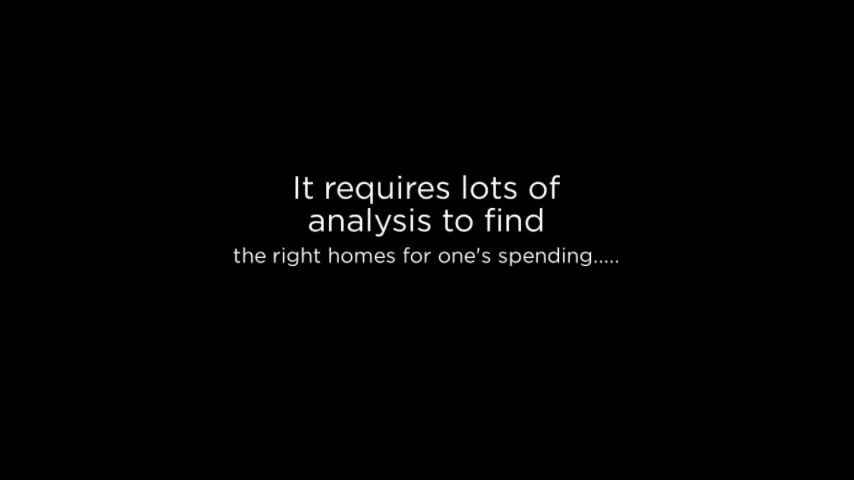 It requires lots of
analysis to find
the right homes for one's spending.....